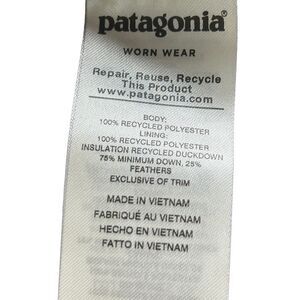 patagonia®
WORN WEAR
Repair, Reuse, Recycle
This Product
www.patagonia.com
BODY:
100% RECYCLED POLYESTER
LINING:
100% RECYCLED POLYESTER
INSULATION RECYCLED DUCKDOWN
75% MINIMUM DOWN, 25%
FEATHERS
EXCLUSIVE OF TRIM
MADE IN VIETNAM
FABRIQUÉ AU VIETNAM
HECHO EN VIETNAM
FATTO IN VIETNAM